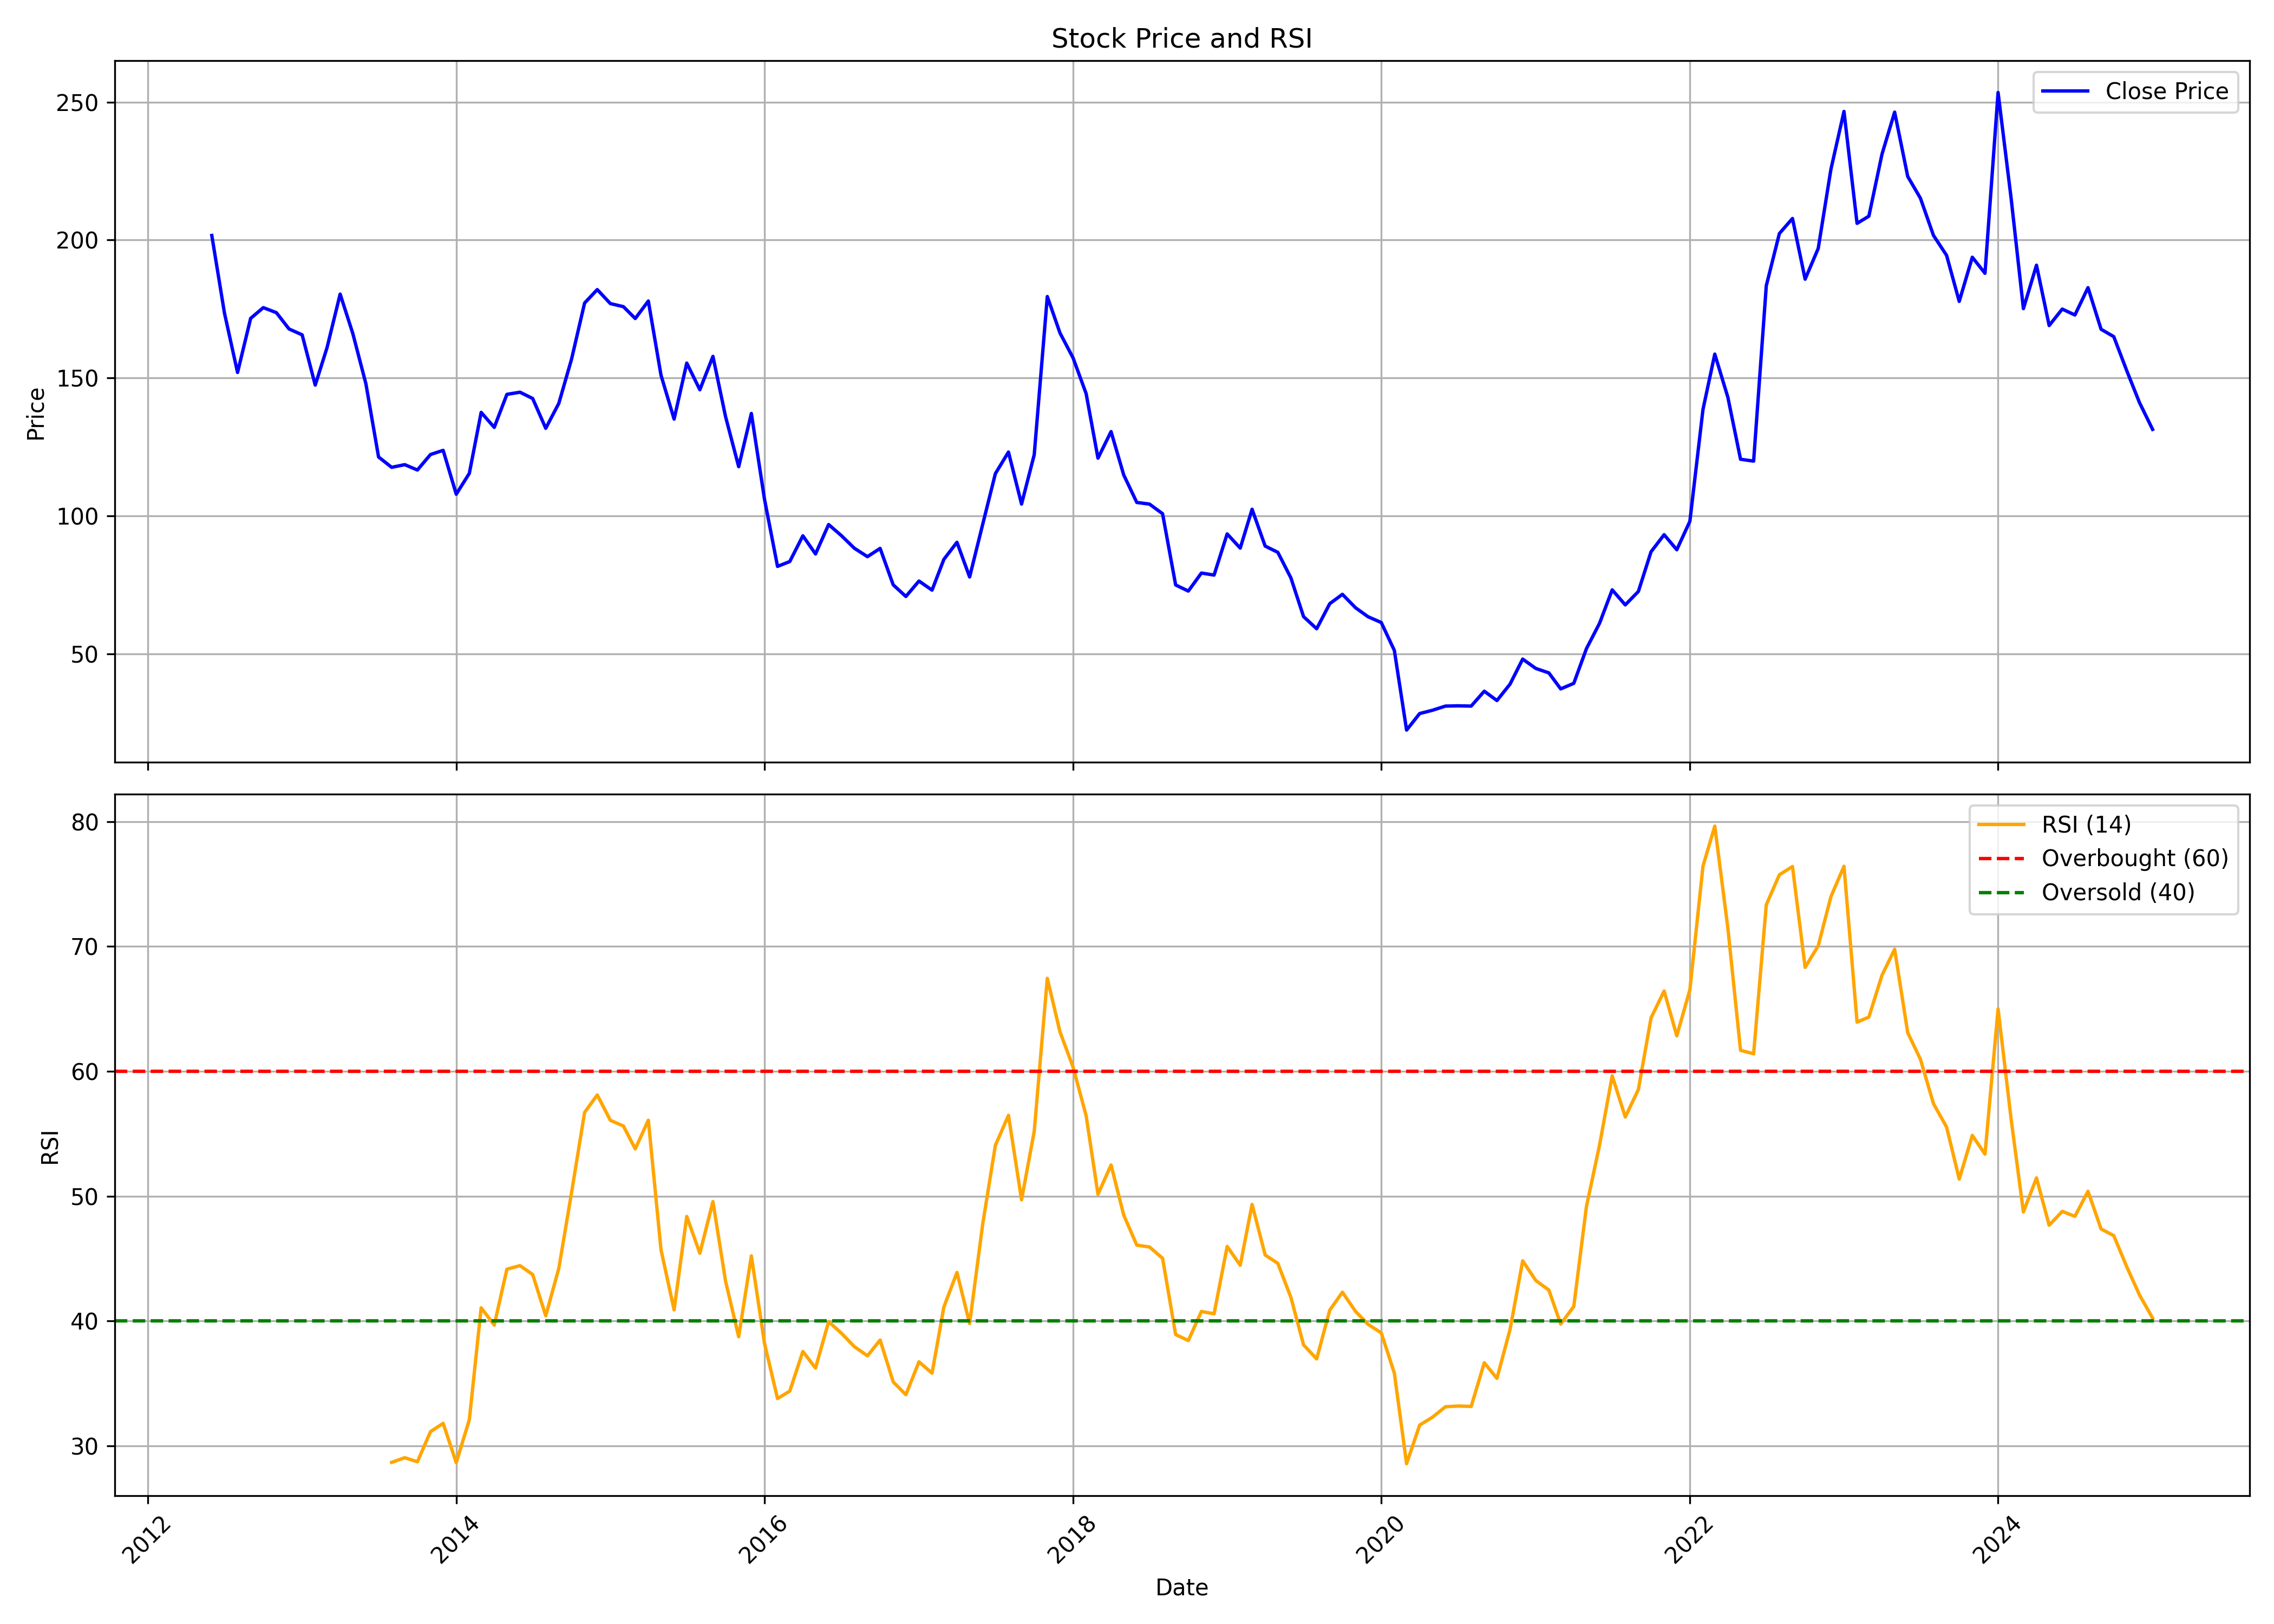 Stock Price and RSI
Close Price
250
200
150
100
50
Price
RSI (14)
Overbought (60)
Oversold (40)
80
70
60
50
40
30
RSI
2012
2014
2016
2018
2020
2022
2024
Date